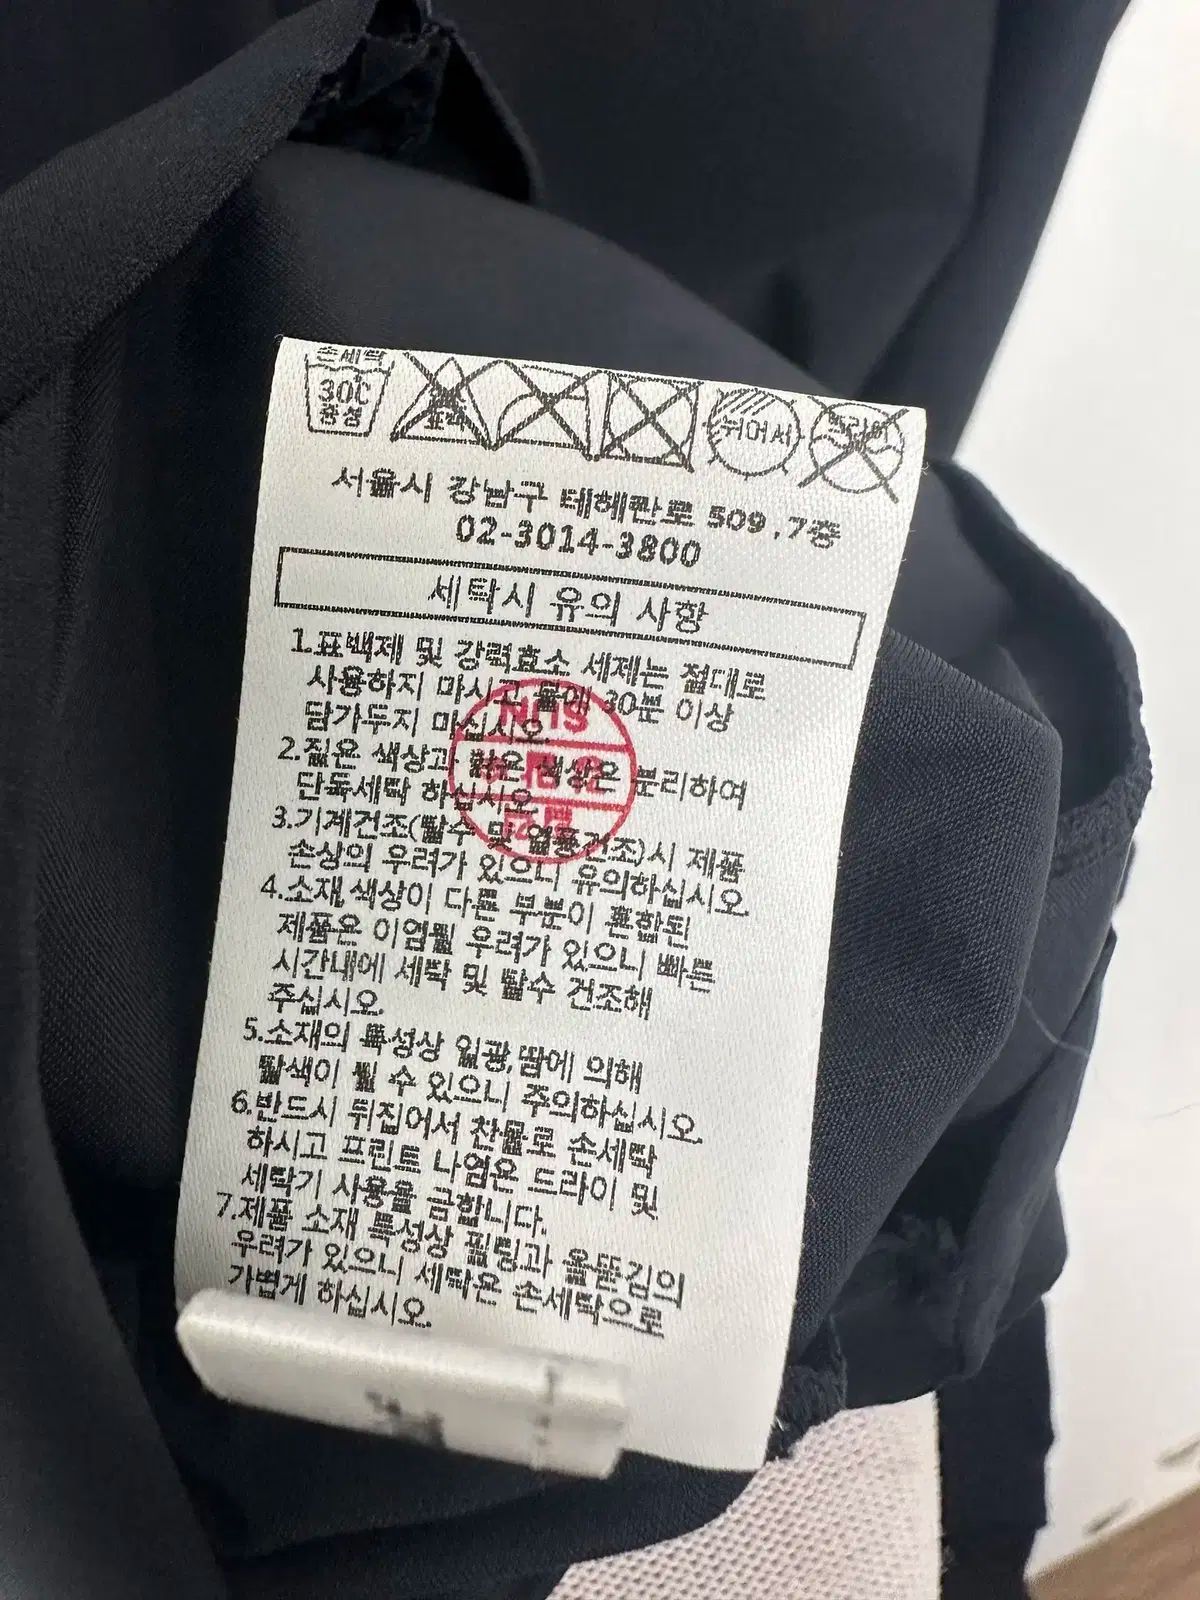 손세탁
30C
중성
표백
뉘어서
드라이
서울시 강남구 테헤란로 509 ,7층
02-3014-3800
세탁시 유의 사항
1.표백제 및 강력효소 세제는 절대로
사용하지 마시고 물에 30분 이상
담가두지 마십시오.
2.짙은 색상과 밝은 색상은 분리하여
단독세탁 하십시오.
3.기계건조(탈수 및 열풍건조)시 제품
손상의 우려가 있으니 유의하십시오.
4.소재,색상이 다른 부분이 혼합된
제품은 이염될 우려가 있으니 빠른
시간내에 세탁 및 탈수 건조해
주십시오.
5.소재의 특성상 일광,땀에 의해
탈색이 될 수 있으니 주의하십시오.
6.반드시 뒤집어서 찬물로 손세탁
하시고 프린트 나염은 드라이 및
세탁기 사용을 금합니다.
7.제품 소재 특성상 필링과 올뜯김의
우려가 있으니 세탁은 손세탁으로
가볍게 하십시오.